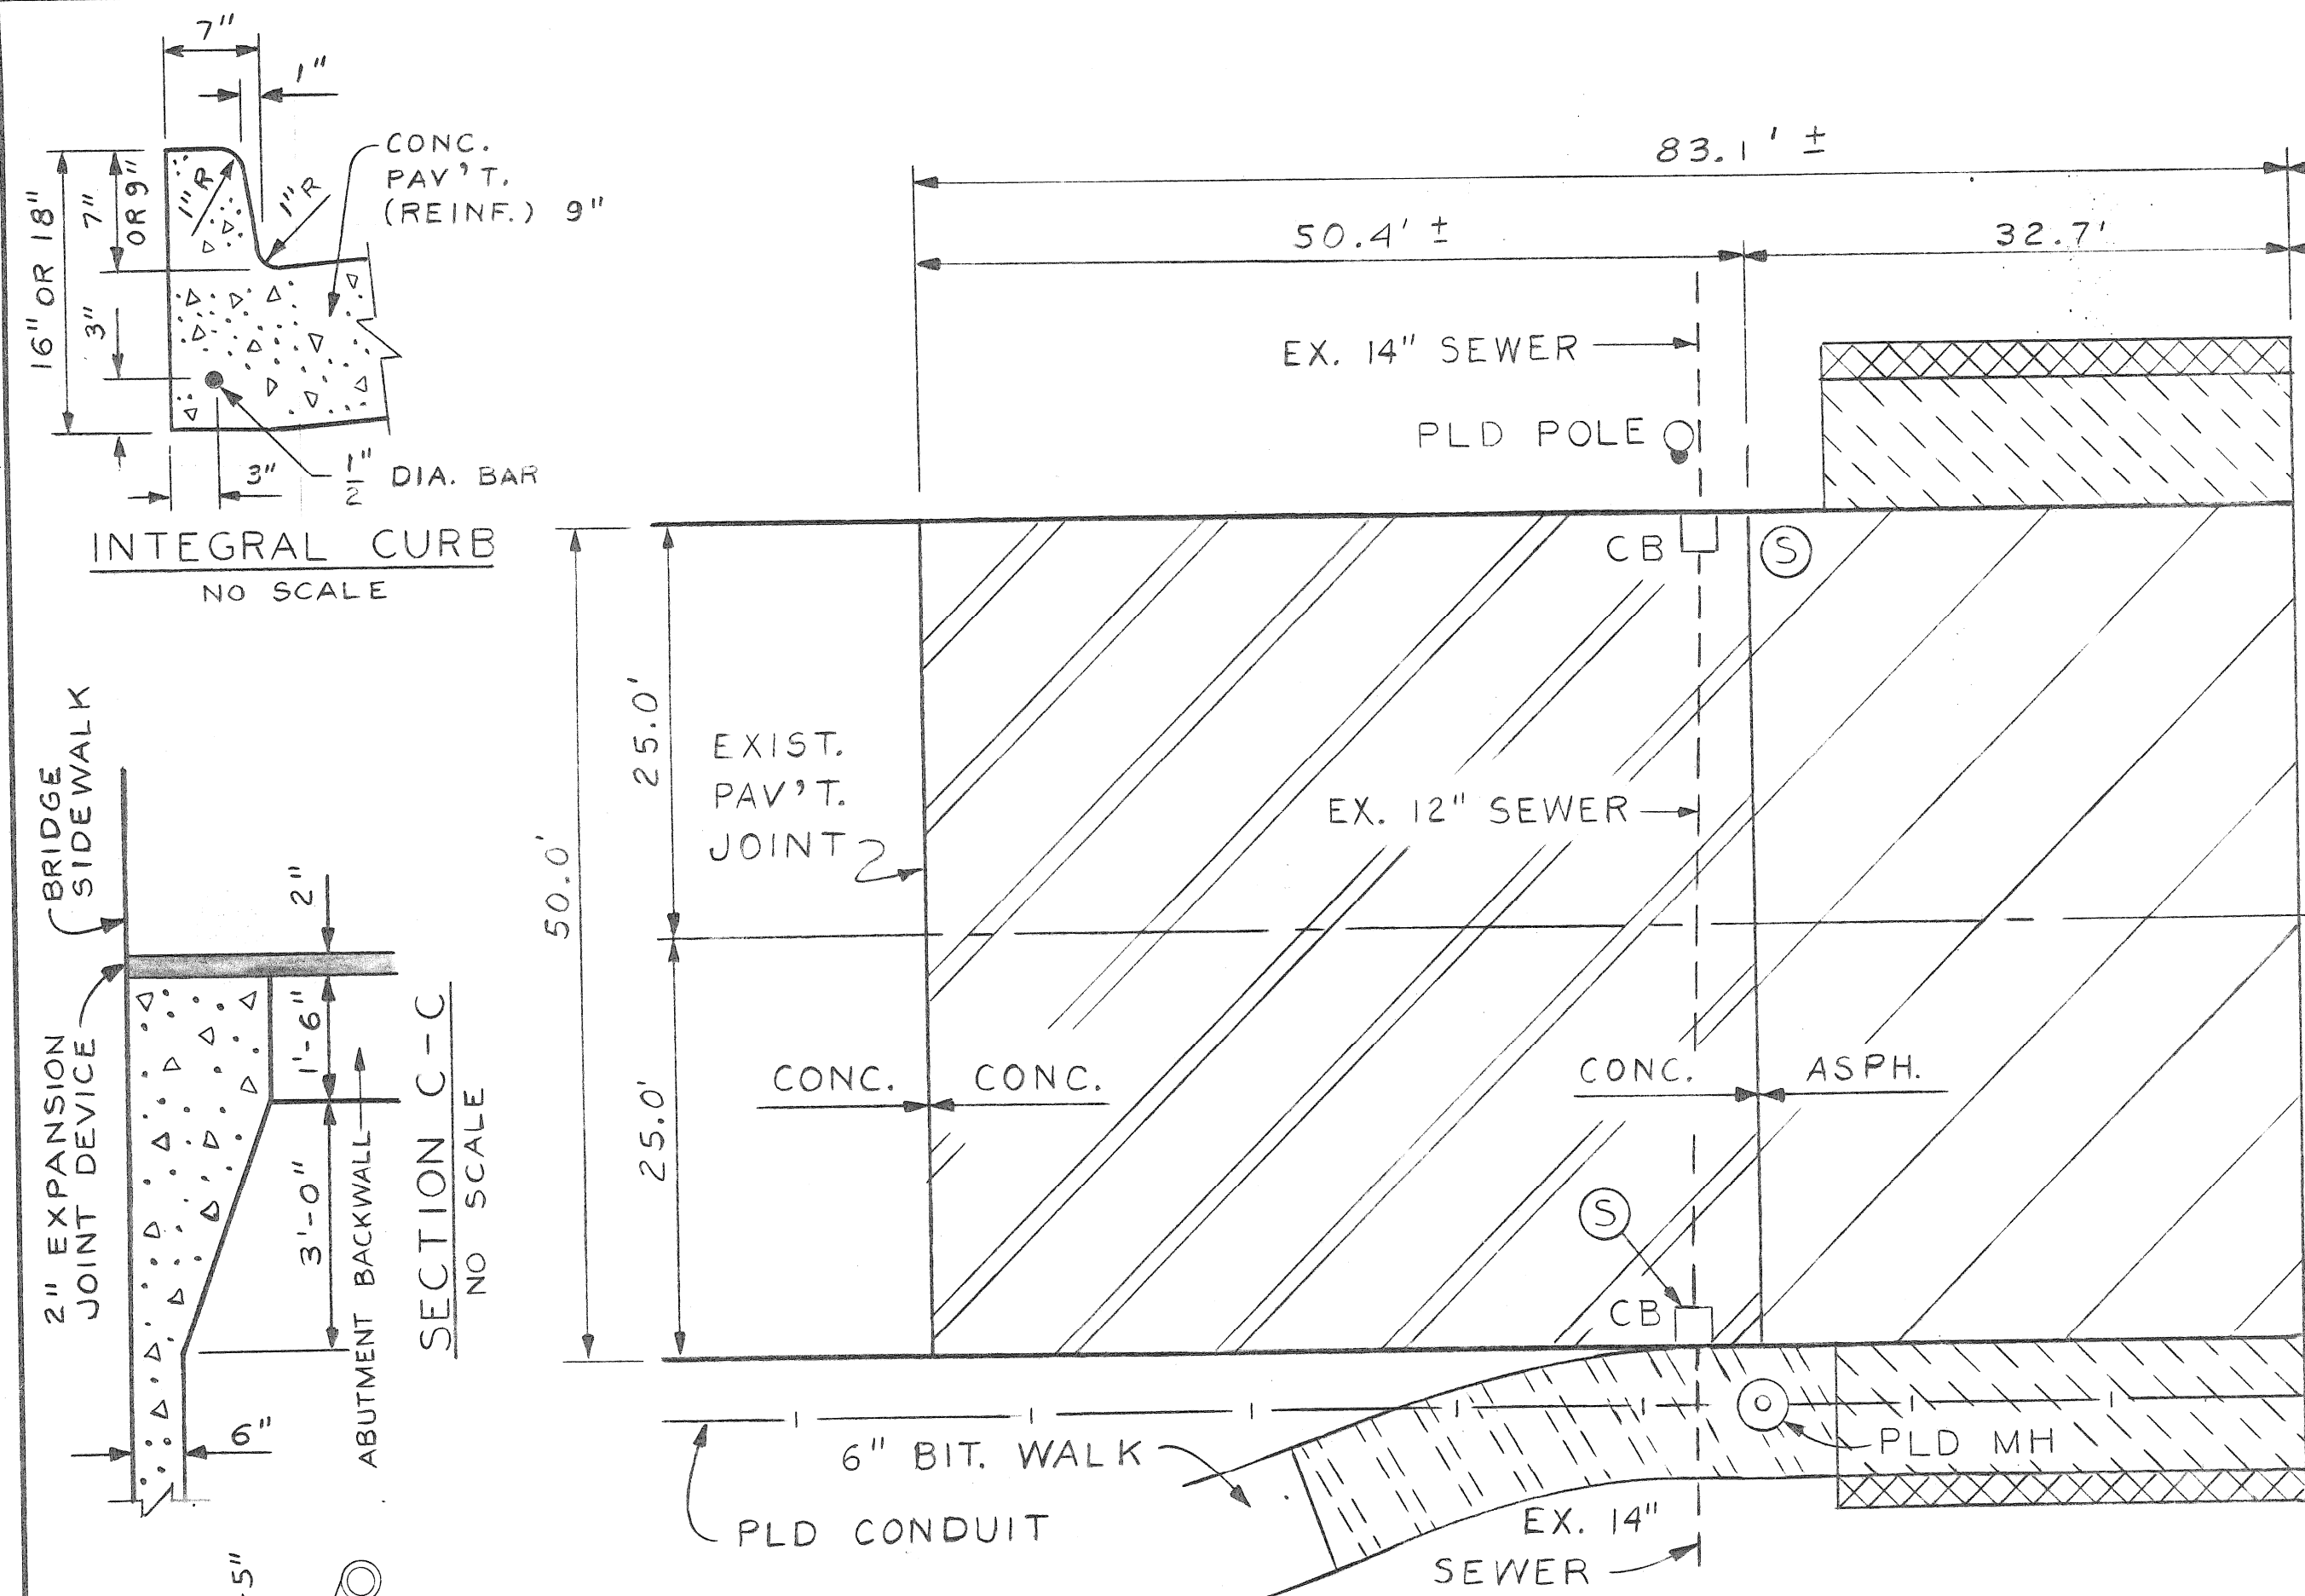 7"
1"
CONC.
PAV'T.
(REINF.) 9"
1"R
1"R
16" OR 18"
7"
OR 9"
3"
3"
1/2" DIA. BAR
INTEGRAL CURB
NO SCALE
83.1' ±
50.4' ±
32.7'
EX. 14" SEWER
PLD POLE
CB
S
25.0'
50.0'
EXIST.
PAV'T.
JOINT
EX. 12" SEWER
25.0'
CONC.
CONC.
CONC.
ASPH.
S
CB
BRIDGE
SIDEWALK
2"
2" EXPANSION
JOINT DEVICE
1'-6"
3'-0"
ABUTMENT BACKWALL
SECTION C-C
NO SCALE
6"
6" BIT. WALK
PLD MH
PLD CONDUIT
EX. 14"
SEWER
5"